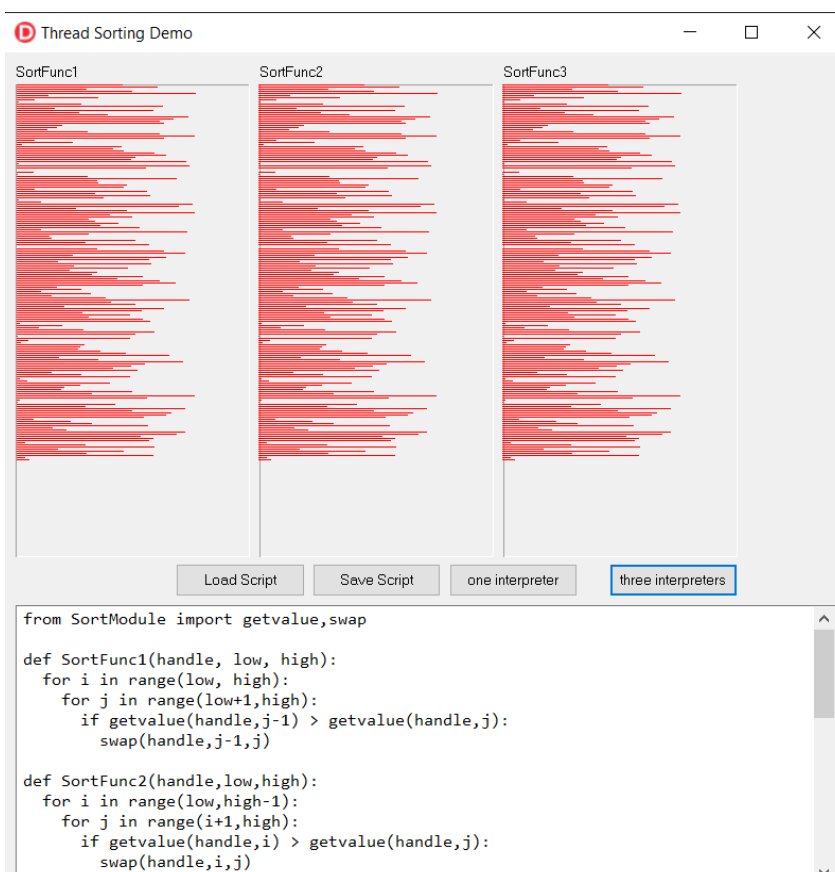 D Thread Sorting Demo
SortFunc1 SortFunc2 SortFunc3
Load Script Save Script one interpreter three interpreters
from SortModule import getvalue,swap

def SortFunc1(handle, low, high):
  for i in range(low, high):
    for j in range(low+1,high):
      if getvalue(handle,j-1) > getvalue(handle,j):
        swap(handle,j-1,j)

def SortFunc2(handle,low,high):
  for i in range(low,high-1):
    for j in range(i+1,high):
      if getvalue(handle,i) > getvalue(handle,j):
        swap(handle,i,j)